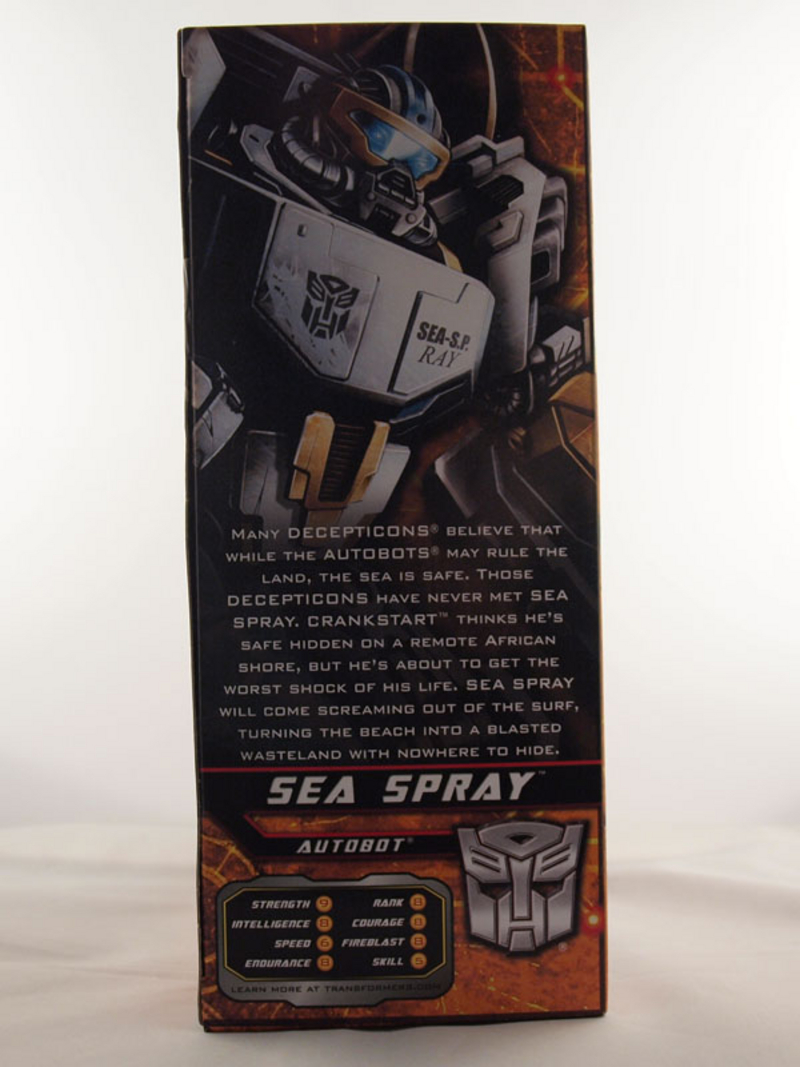 SEA-S.P.
RAY
MANY DECEPTICONS® BELIEVE THAT
WHILE THE AUTOBOTS® MAY RULE THE
LAND, THE SEA IS SAFE. THOSE
DECEPTICONS HAVE NEVER MET SEA
SPRAY. CRANKSTART™ THINKS HE'S
SAFE HIDDEN ON A REMOTE AFRICAN
SHORE, BUT HE'S ABOUT TO GET THE
WORST SHOCK OF HIS LIFE. SEA SPRAY
WILL COME SCREAMING OUT OF THE SURF,
TURNING THE BEACH INTO A BLASTED
WASTELAND WITH NOWHERE TO HIDE.
SEA SPRAY™
AUTOBOT®
STRENGTH 9 RANK 8
INTELLIGENCE 8 COURAGE
SPEED 6 FIREBLAST 8
ENDURANCE 8 SKILL 5
LEARN MORE AT TRANSFORMERS.COM
®